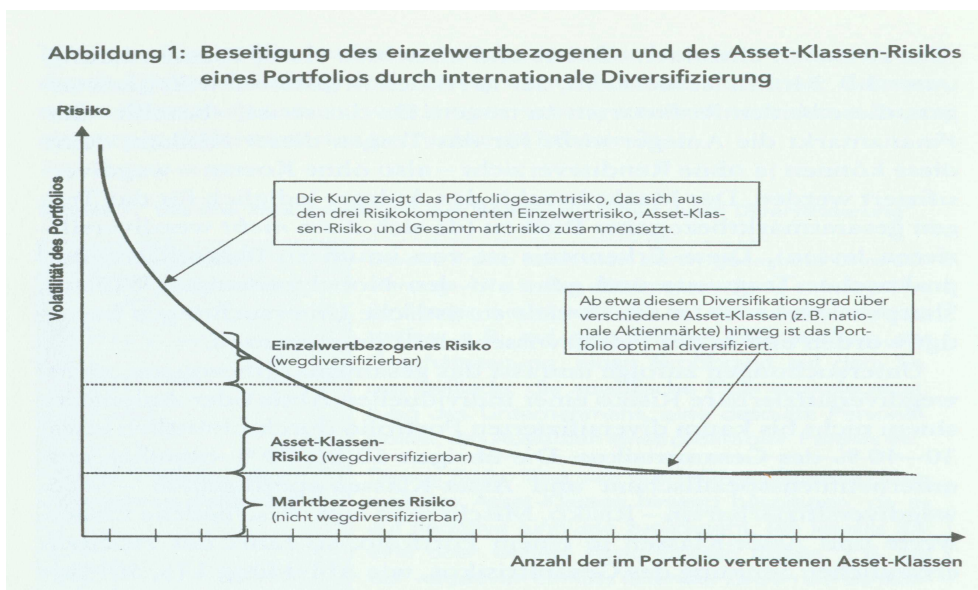 Abbildung 1: Beseitigung des einzelwertbezogenen und des Asset-Klassen-Risikos
eines Portfolios durch internationale Diversifizierung
Risiko
Volatilität des Portfolios
Die Kurve zeigt das Portfoliogesamtrisiko, das sich aus
den drei Risikokomponenten Einzelwertrisiko, Asset-Klas-
sen-Risiko und Gesamtmarktrisiko zusammensetzt.
Ab etwa diesem Diversifikationsgrad über
verschiedene Asset-Klassen (z. B. natio-
nale Aktienmärkte) hinweg ist das Port-
folio optimal diversifiziert.
Einzelwertbezogenes Risiko
(wegdiversifizierbar)
Asset-Klassen-
Risiko (wegdiversifizierbar)
Marktbezogenes Risiko
(nicht wegdiversifizierbar)
Anzahl der im Portfolio vertretenen Asset-Klassen